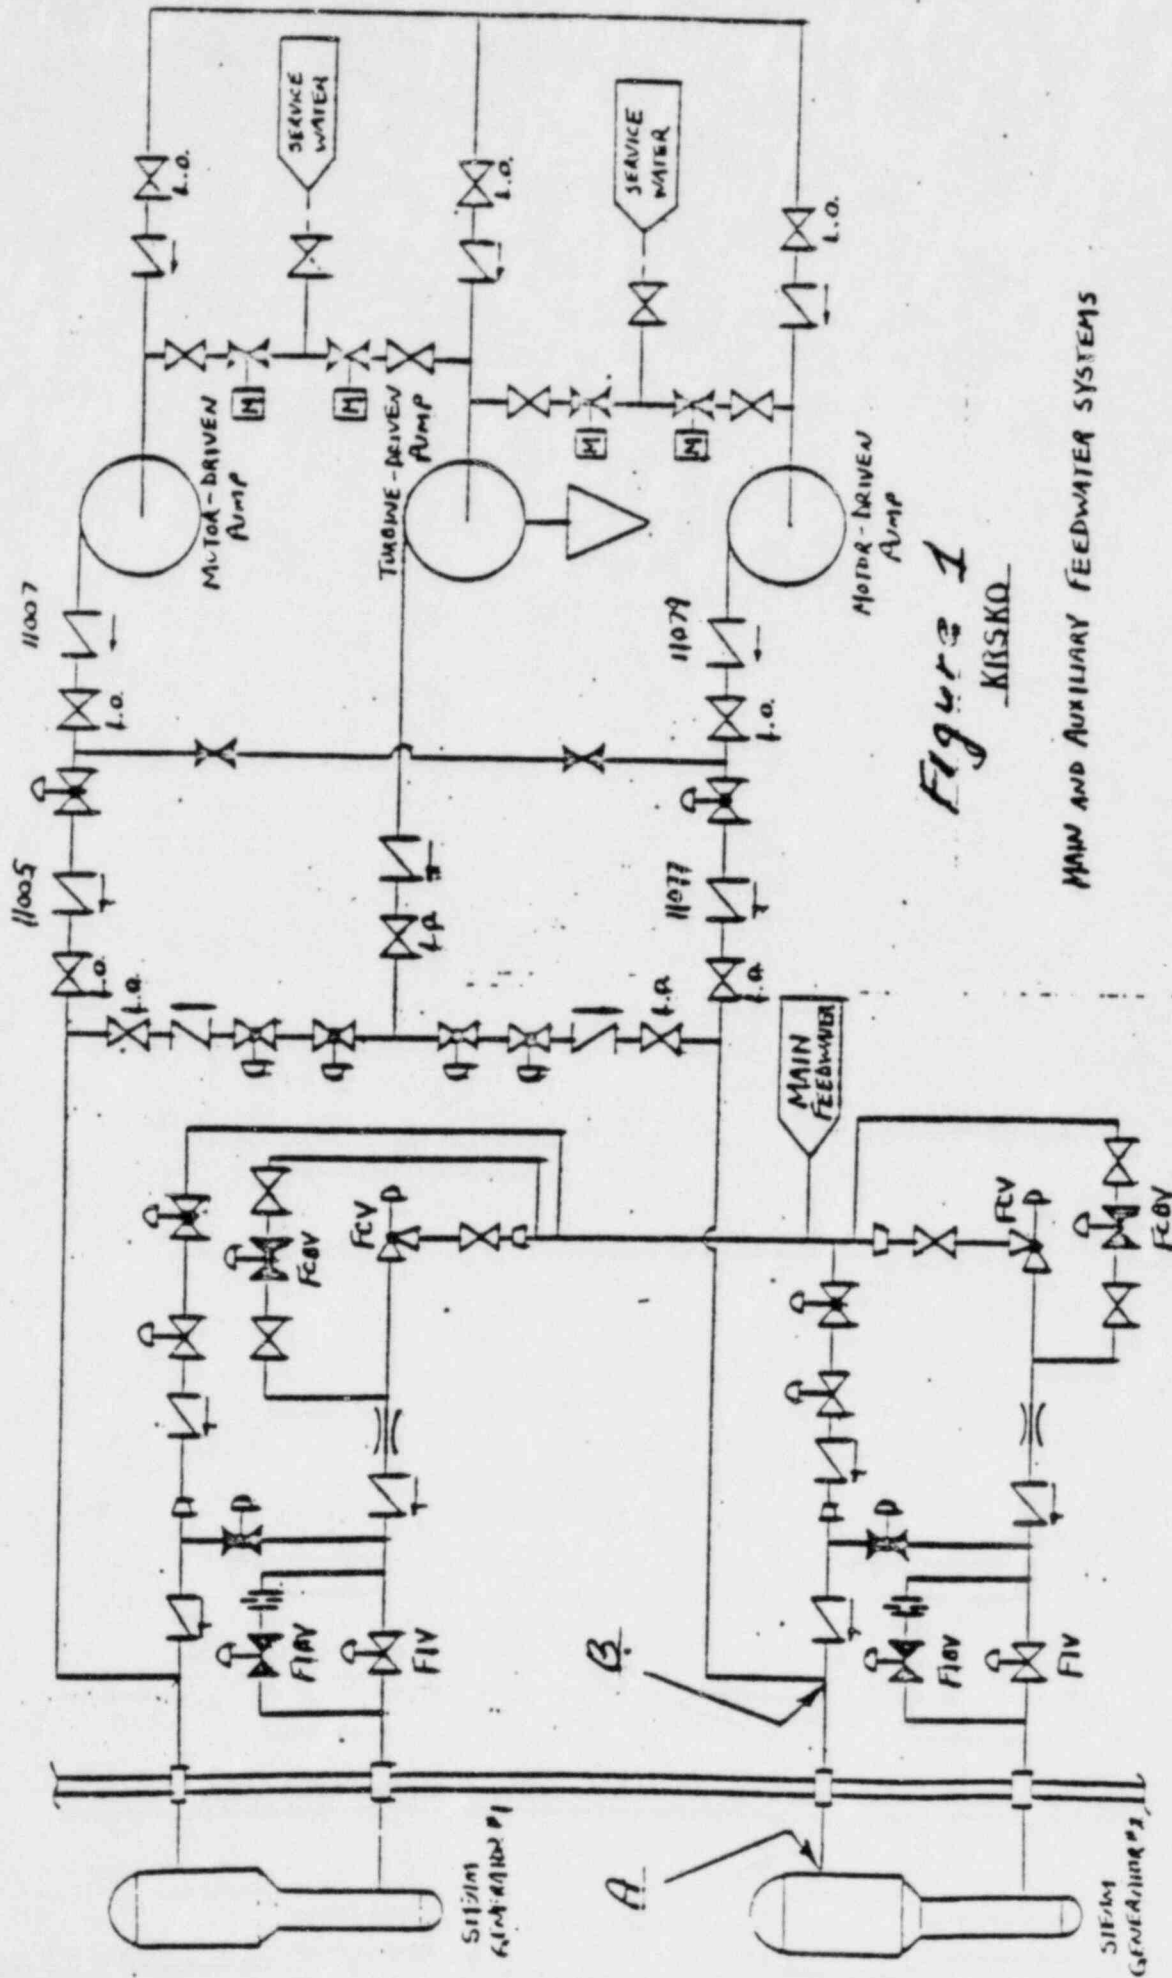 SERVICE
WATER
SERVICE
WATER
L.O.
L.O.
L.O.
M
M
M
M
MOTOR-DRIVEN
PUMP
TURBINE-DRIVEN
PUMP
MOTOR-DRIVEN
PUMP
11007
11079
L.O.
L.O.
11005
11077
L.O.
L.O.
L.O.
L.O.
L.O.
MAIN
FEEDWATER
FCV
FCBV
FCV
FCBV
FIBV
FIV
FIBV
FIV
B
A
STEAM
GENERATOR #1
STEAM
GENERATOR #2
Figure 1
KRSKO
MAIN AND AUXILIARY FEEDWATER SYSTEMS